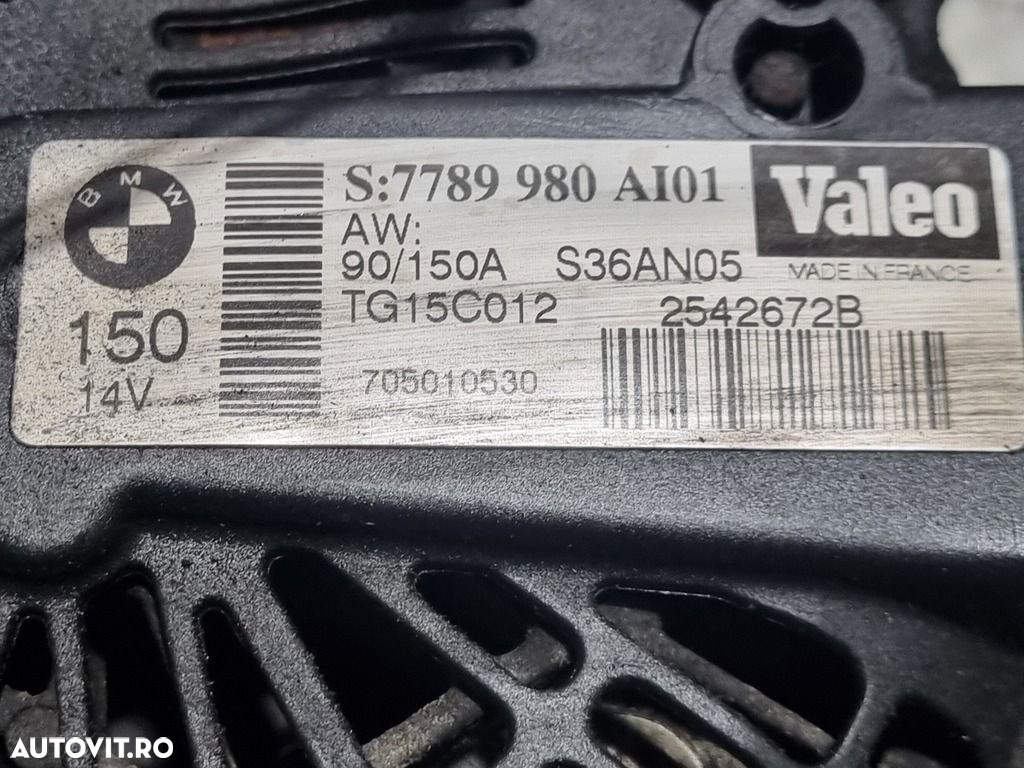 BMW
S:7789 980 AI01
Valeo
AW:
90/150A S36AN05
MADE IN FRANCE
150
TG15C012 2542672B
14V
705010530
AUTOVIT.RO